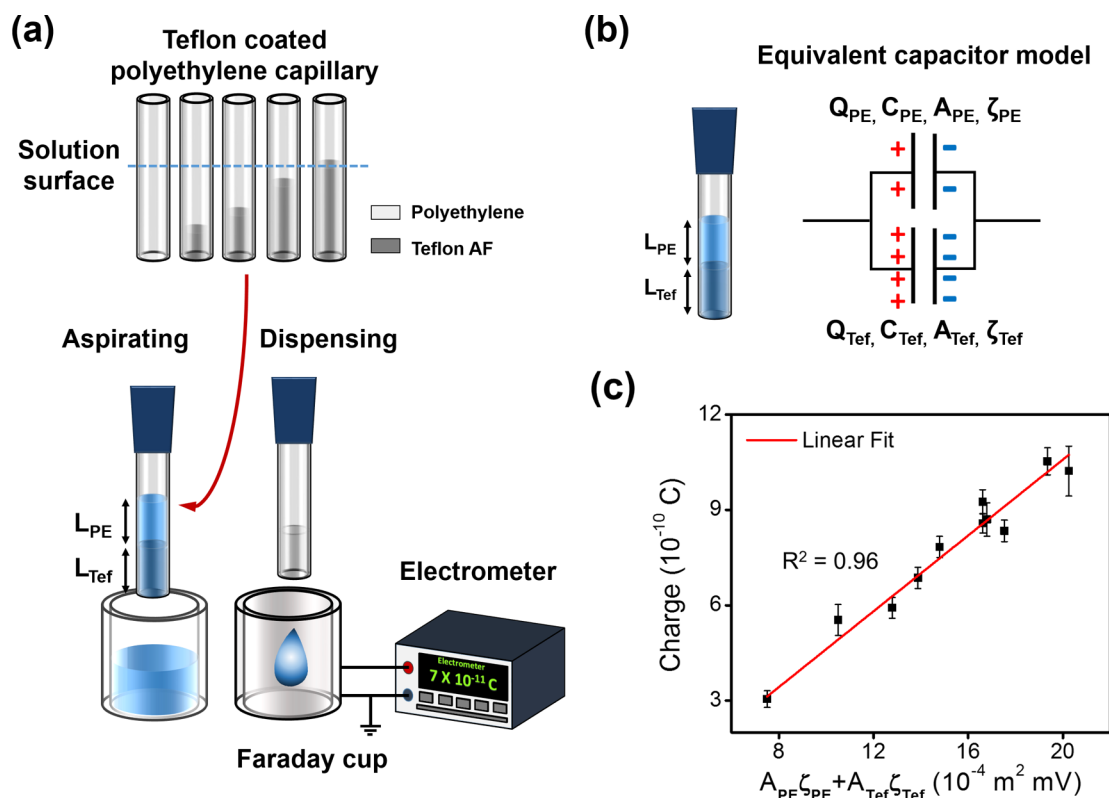 (a)
Teflon coated
polyethylene capillary
Solution
surface
Polyethylene
Teflon AF
Aspirating
Dispensing
L_PE
L_Tef
Electrometer
Electrometer
7 X 10⁻¹¹ C
Faraday cup
(b)
Equivalent capacitor model
Q_PE, C_PE, A_PE, ζ_PE
+ −
+ −
L_PE
L_Tef
+ −
+ −
+ −
+ −
Q_Tef, C_Tef, A_Tef, ζ_Tef
(c)
12
9
6
3
Charge (10⁻¹⁰ C)
Linear Fit
R² = 0.96
8 12 16 20
A_PEζ_PE+A_Tefζ_Tef (10⁻⁴ m² mV)